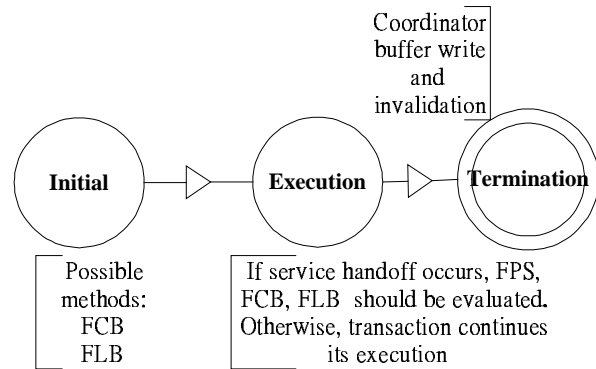 Coordinator
buffer write
and
invalidation
Initial
Execution
Termination
Possible
methods:
FCB
FLB
If service handoff occurs, FPS,
FCB, FLB should be evaluated.
Otherwise, transaction continues
its execution